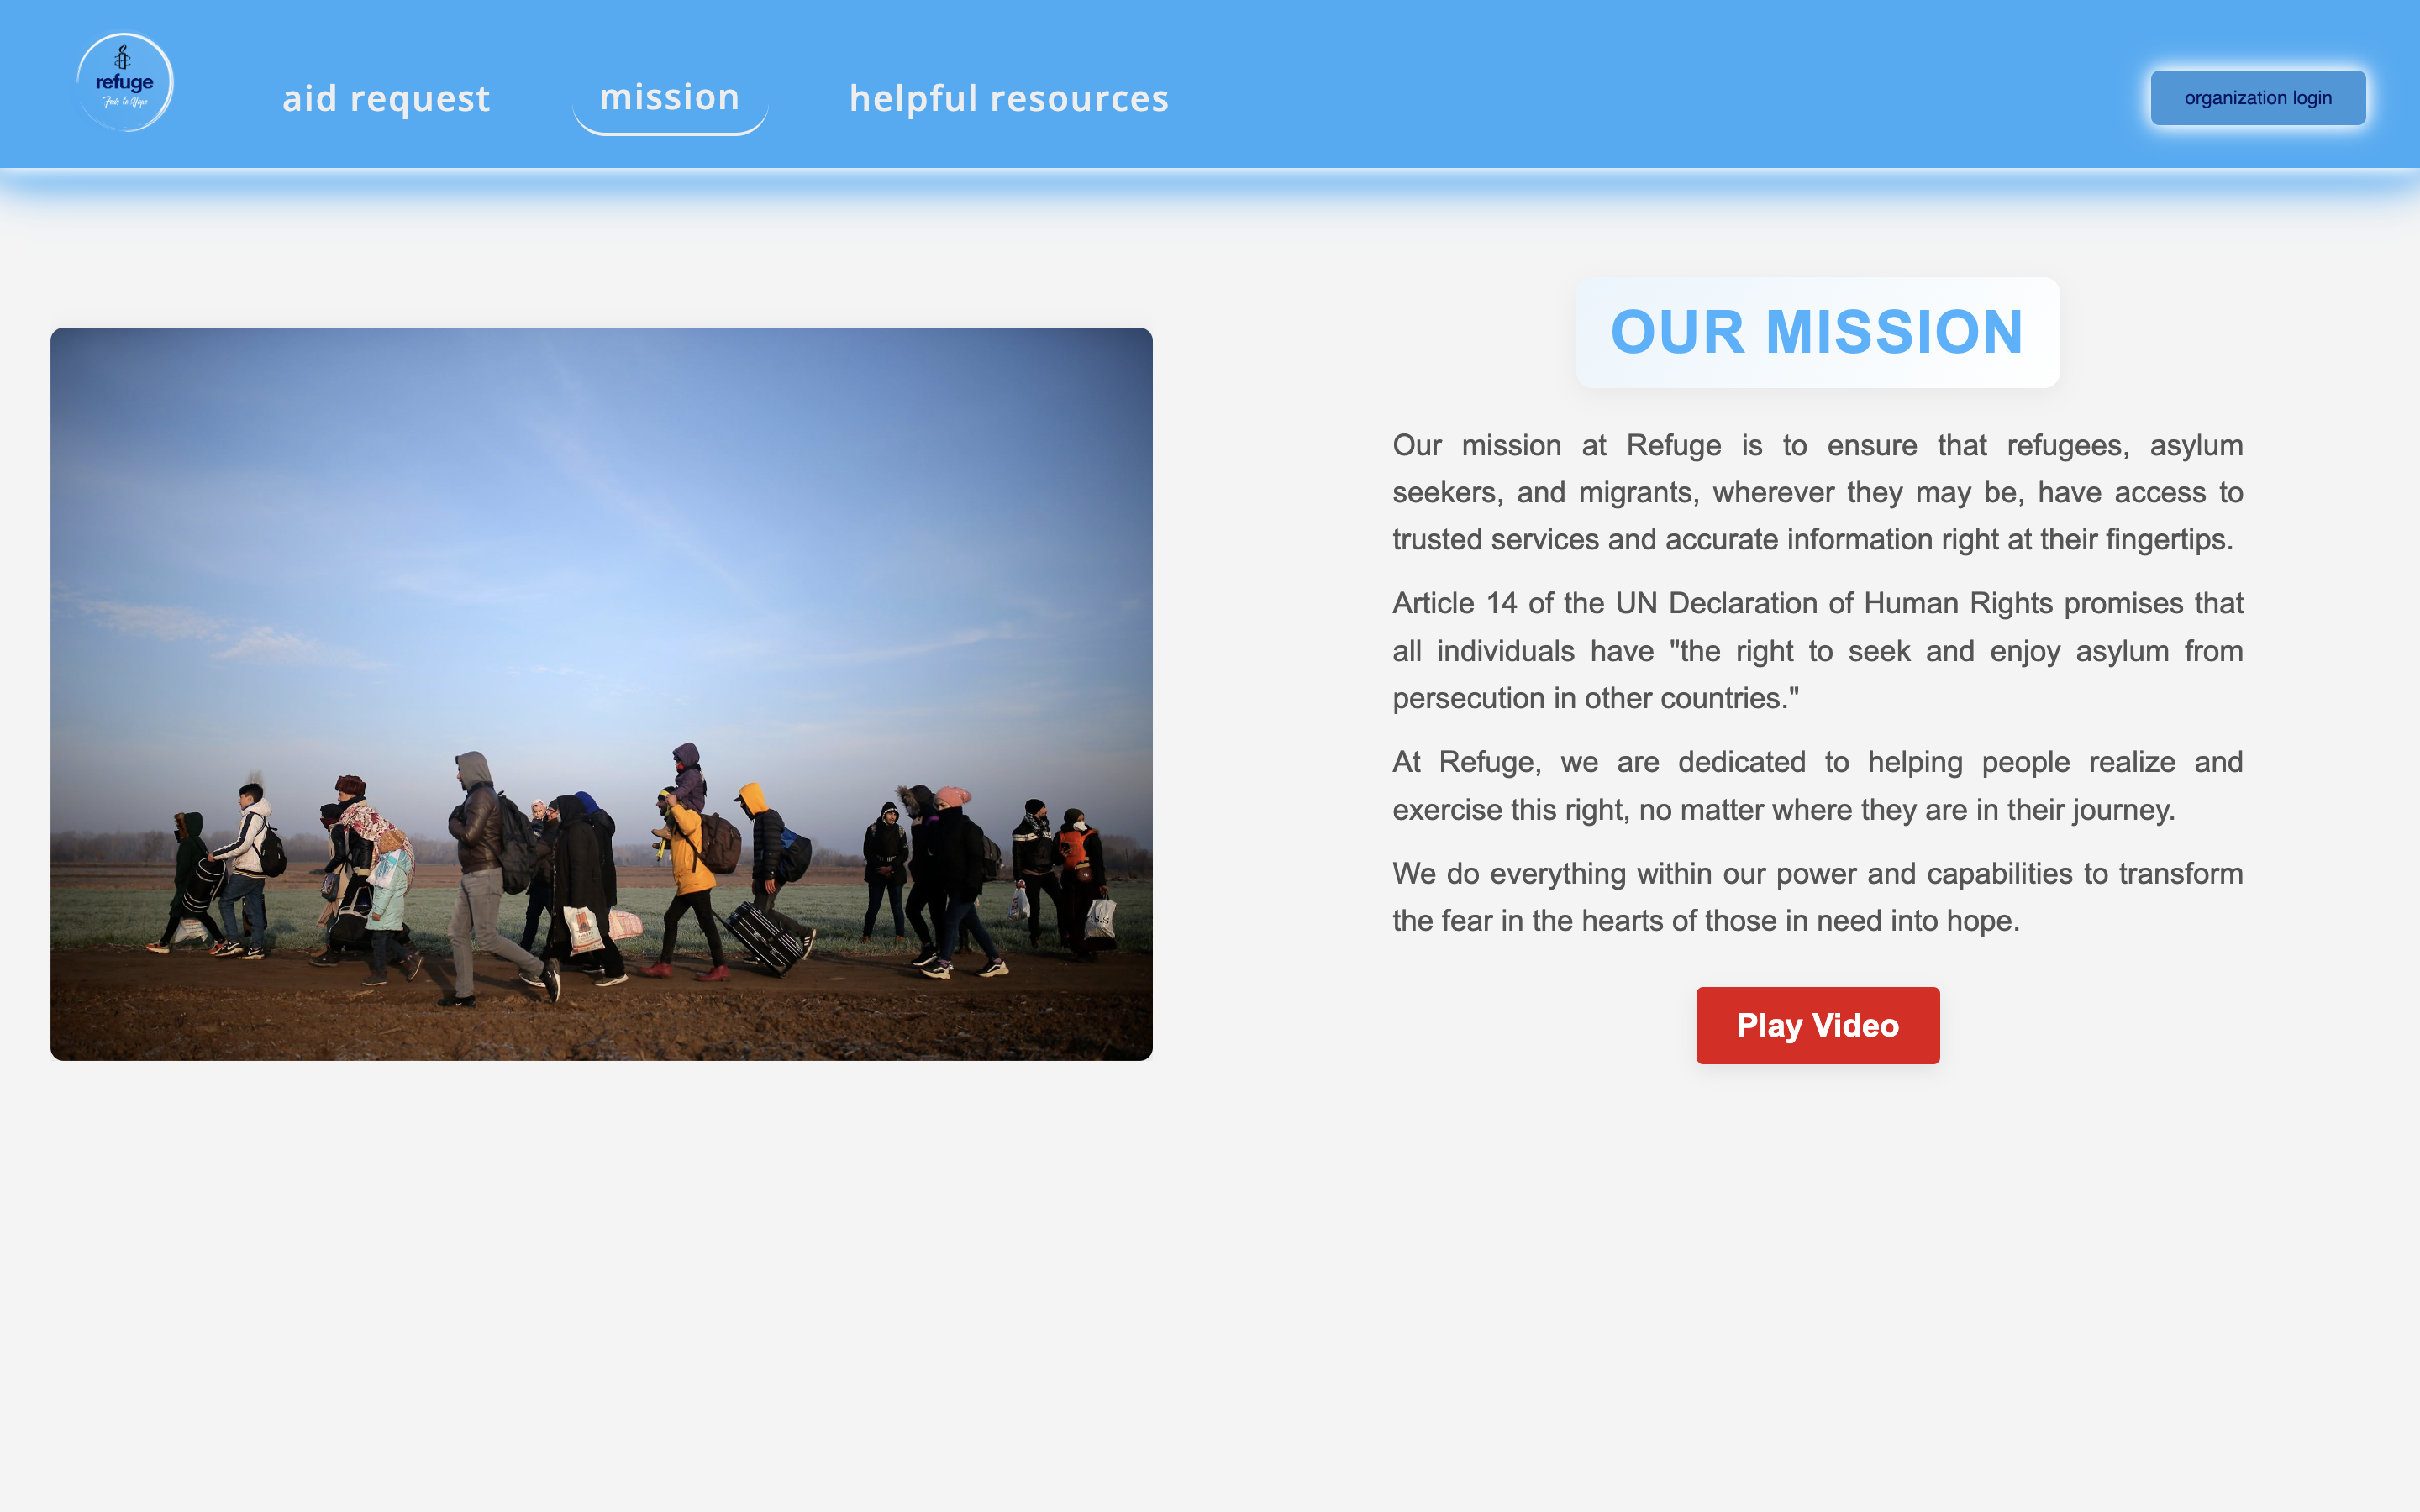 refuge
Fear to Hope
aid request
mission
helpful resources
organization login
OUR MISSION
Our mission at Refuge is to ensure that refugees, asylum
seekers, and migrants, wherever they may be, have access to
trusted services and accurate information right at their fingertips.
Article 14 of the UN Declaration of Human Rights promises that
all individuals have "the right to seek and enjoy asylum from
persecution in other countries."
At Refuge, we are dedicated to helping people realize and
exercise this right, no matter where they are in their journey.
We do everything within our power and capabilities to transform
the fear in the hearts of those in need into hope.
Play Video